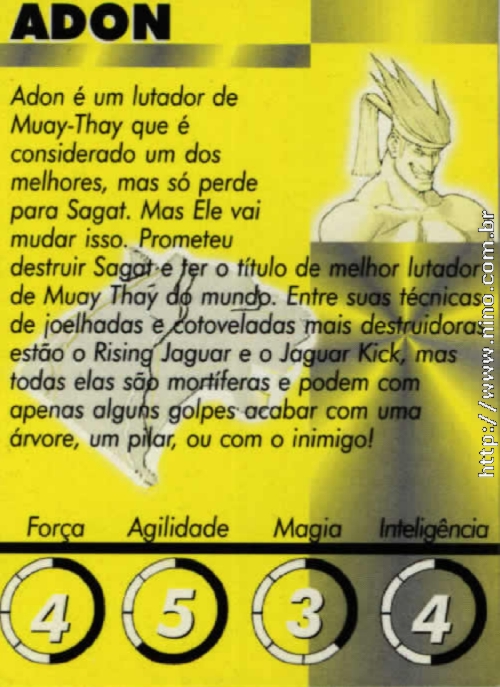 ADON
Adon é um lutador de
Muay-Thay que é
considerado um dos
melhores, mas só perde
para Sagat. Mas Ele vai
mudar isso. Prometeu
destruir Sagat e ter o título de melhor lutador
de Muay Thay do mundo. Entre suas técnicas
de joelhadas e cotoveladas mais destruidoras
estão o Rising Jaguar e o Jaguar Kick, mas
todas elas são mortíferas e podem com
apenas alguns golpes acabar com uma
árvore, um pilar, ou com o inimigo!
Força Agilidade Magia Inteligência
4 5 3 4
http://www.nino.com.br